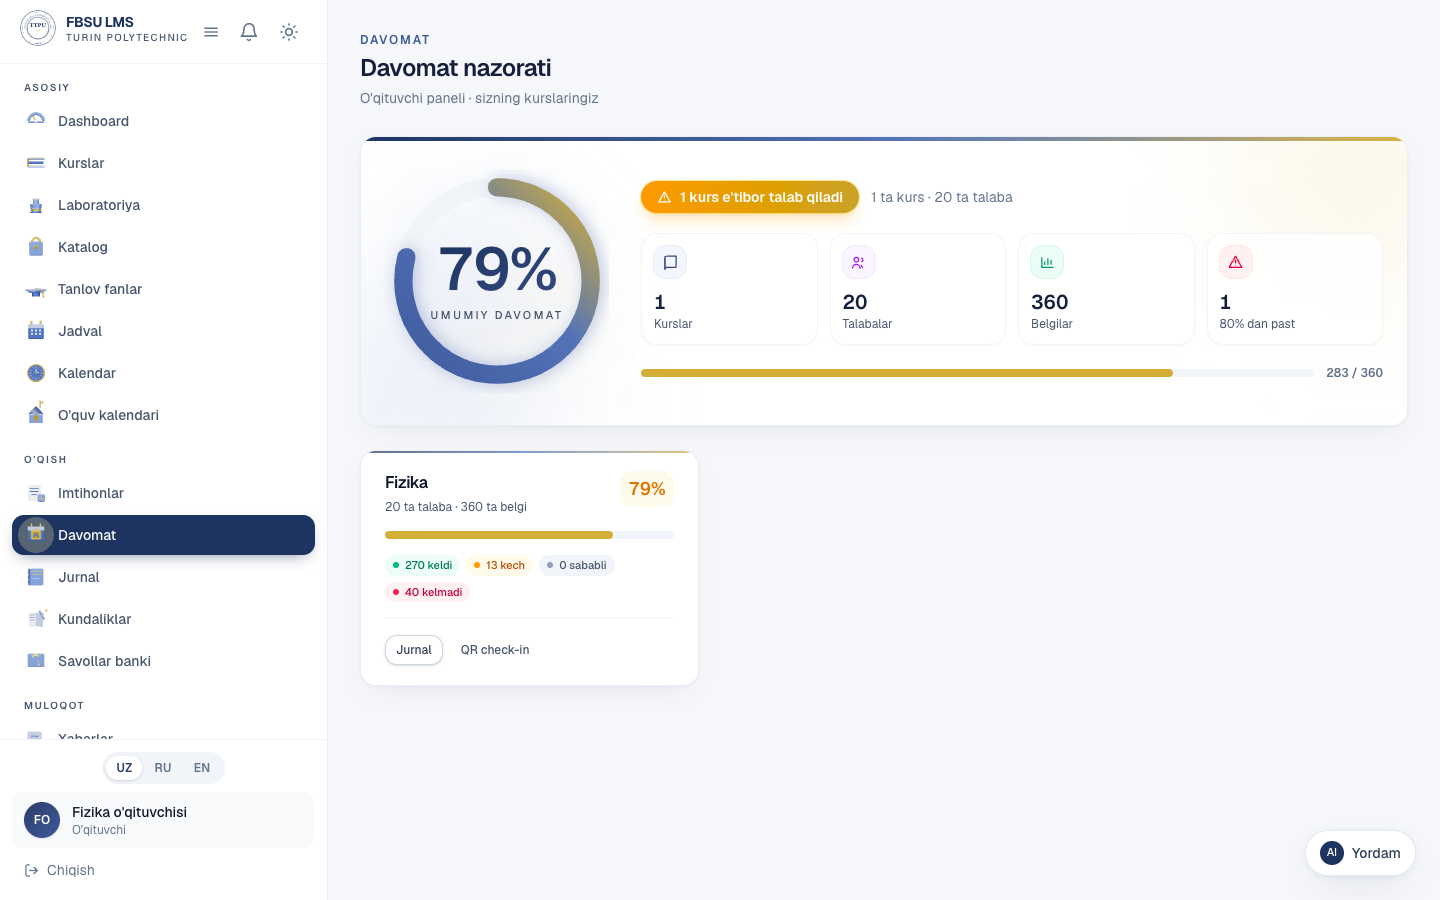 TTPU
FBSU LMS
TURIN POLYTECHNIC
ASOSIY
Dashboard
Kurslar
Laboratoriya
Katalog
Tanlov fanlar
Jadval
Kalendar
O'quv kalendari
O'QISH
Imtihonlar
Davomat
Jurnal
Kundaliklar
Savollar banki
MULOQOT
Xabarlar
UZ RU EN
FO
Fizika o'qituvchisi
O'qituvchi
Chiqish
DAVOMAT
Davomat nazorati
O'qituvchi paneli · sizning kurslaringiz
79%
UMUMIY DAVOMAT
1 kurs e'tibor talab qiladi
1 ta kurs · 20 ta talaba
1
Kurslar
20
Talabalar
360
Belgilar
1
80% dan past
283 / 360
Fizika
79%
20 ta talaba · 360 ta belgi
270 keldi
13 kech
0 sababli
40 kelmadi
Jurnal
QR check-in
AI Yordam